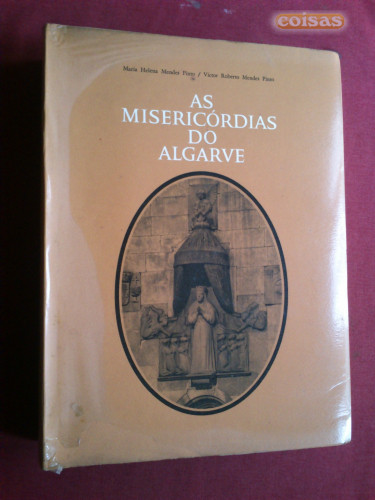 coisas
Maria Helena Mendes Pinto / Victor Roberto Mendes Pinto
AS
MISERICÓRDIAS
DO
ALGARVE